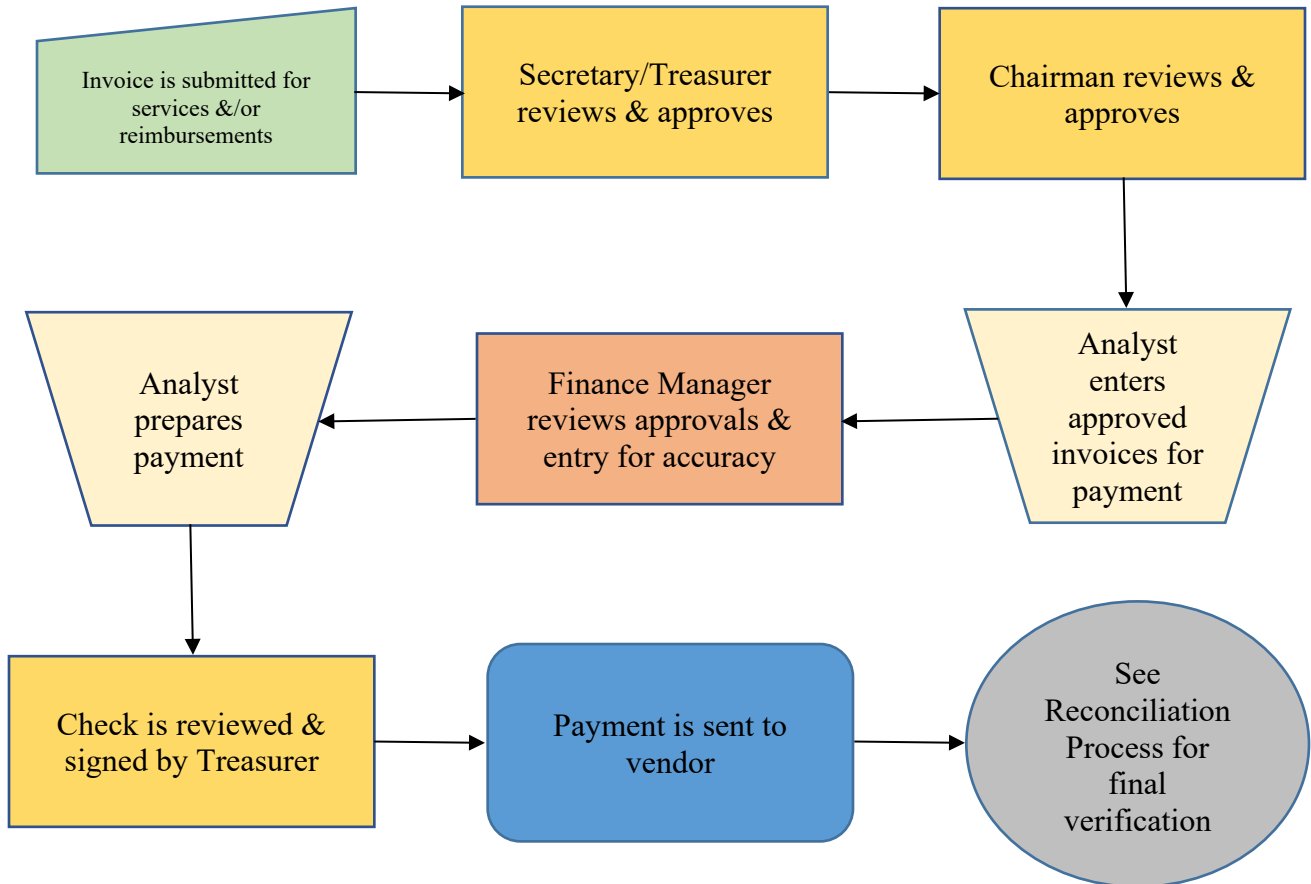 Invoice is submitted for
services &/or
reimbursements
Secretary/Treasurer
reviews & approves
Chairman reviews &
approves
Analyst
enters
approved
invoices for
payment
Finance Manager
reviews approvals &
entry for accuracy
Analyst
prepares
payment
Check is reviewed &
signed by Treasurer
Payment is sent to
vendor
See
Reconciliation
Process for
final
verification